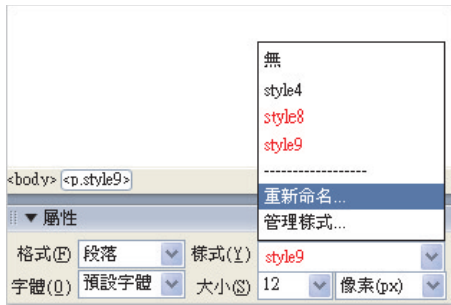 無
style4
style8
style9
------------------
重新命名...
管理樣式...
<body> <p.style9>
▼ 屬性
格式(F) 段落 樣式(Y) style9
字體(O) 預設字體 大小(S) 12 像素(px)